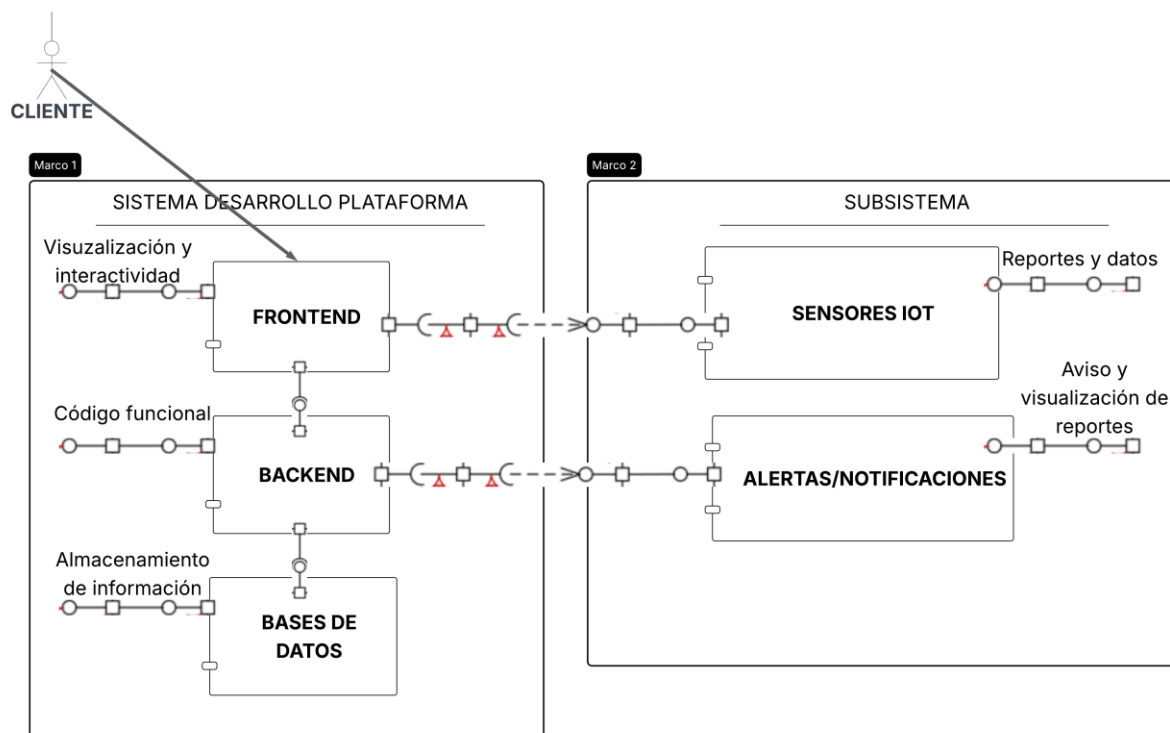 CLIENTE
Marco 1
SISTEMA DESARROLLO PLATAFORMA
Visuzalización y
interactividad
FRONTEND
Código funcional
BACKEND
Almacenamiento
de información
BASES DE
DATOS
Marco 2
SUBSISTEMA
Reportes y datos
SENSORES IOT
Aviso y
visualización de
reportes
ALERTAS/NOTIFICACIONES